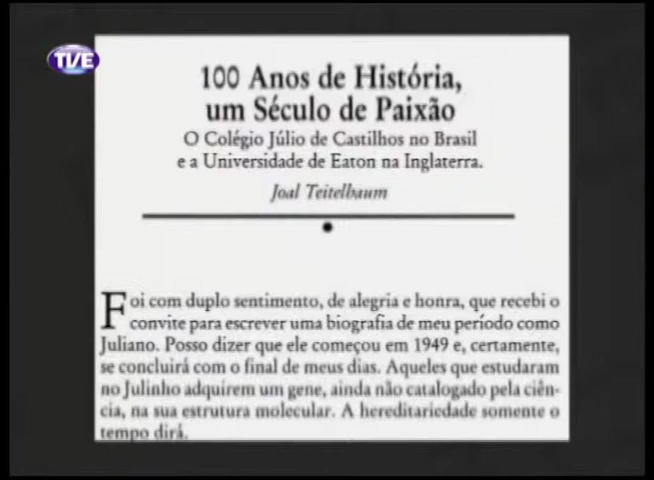 TVE
100 Anos de História,
um Século de Paixão
O Colégio Júlio de Castilhos no Brasil
e a Universidade de Eaton na Inglaterra.
Joal Teitelbaum
Foi com duplo sentimento, de alegria e honra, que recebi o
convite para escrever uma biografia de meu período como
Juliano. Posso dizer que ele começou em 1949 e, certamente,
se concluirá com o final de meus dias. Aqueles que estudaram
no Julinho adquirem um gene, ainda não catalogado pela ciên-
cia, na sua estrutura molecular. A hereditariedade somente o
tempo dirá.